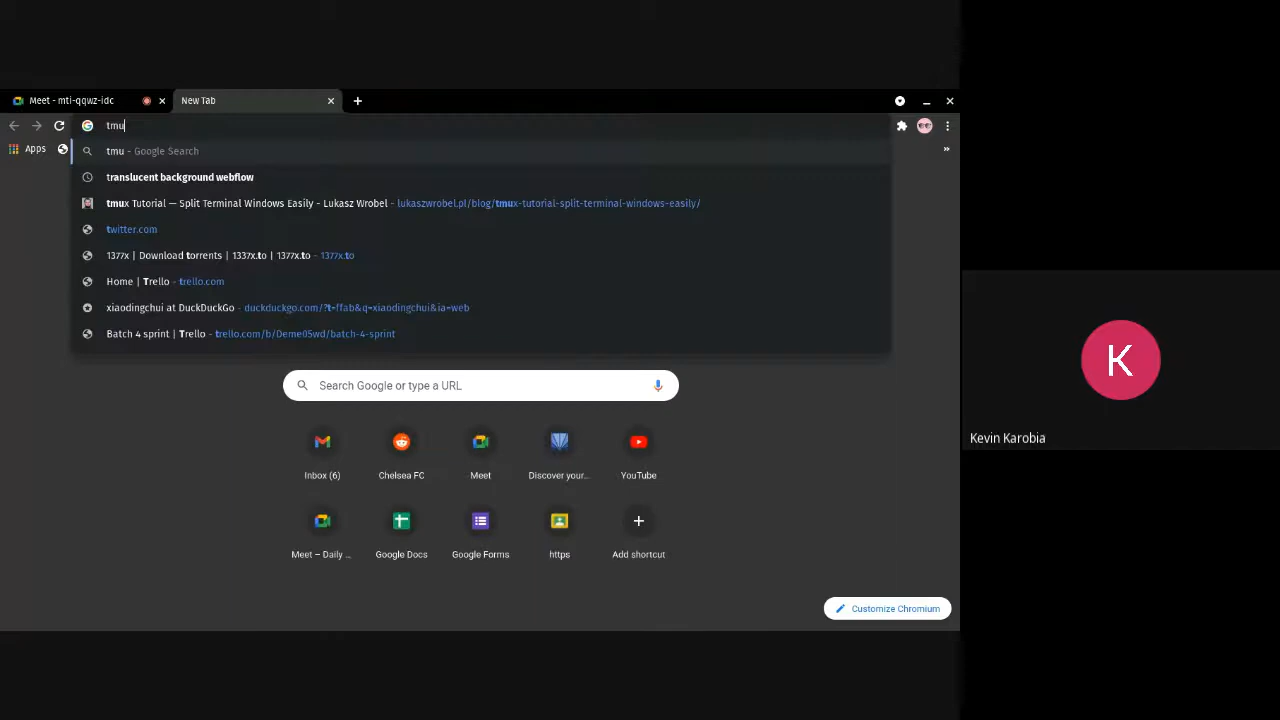 Meet - mti-qqwz-idc
New Tab
tmu
Apps
tmu - Google Search
translucent background webflow
tmux Tutorial — Split Terminal Windows Easily - Lukasz Wrobel - lukaszwrobel.pl/blog/tmux-tutorial-split-terminal-windows-easily/
twitter.com
1377x | Download torrents | 1337x.to | 1377x.to - 1377x.to
Home | Trello - trello.com
xiaodingchui at DuckDuckGo - duckduckgo.com/?t=ffab&q=xiaodingchui&ia=web
Batch 4 sprint | Trello - trello.com/b/Deme05wd/batch-4-sprint
Search Google or type a URL
Inbox (6)
Chelsea FC
Meet
Discover your...
YouTube
Meet – Daily ...
Google Docs
Google Forms
https
Add shortcut
Customize Chromium
K
Kevin Karobia